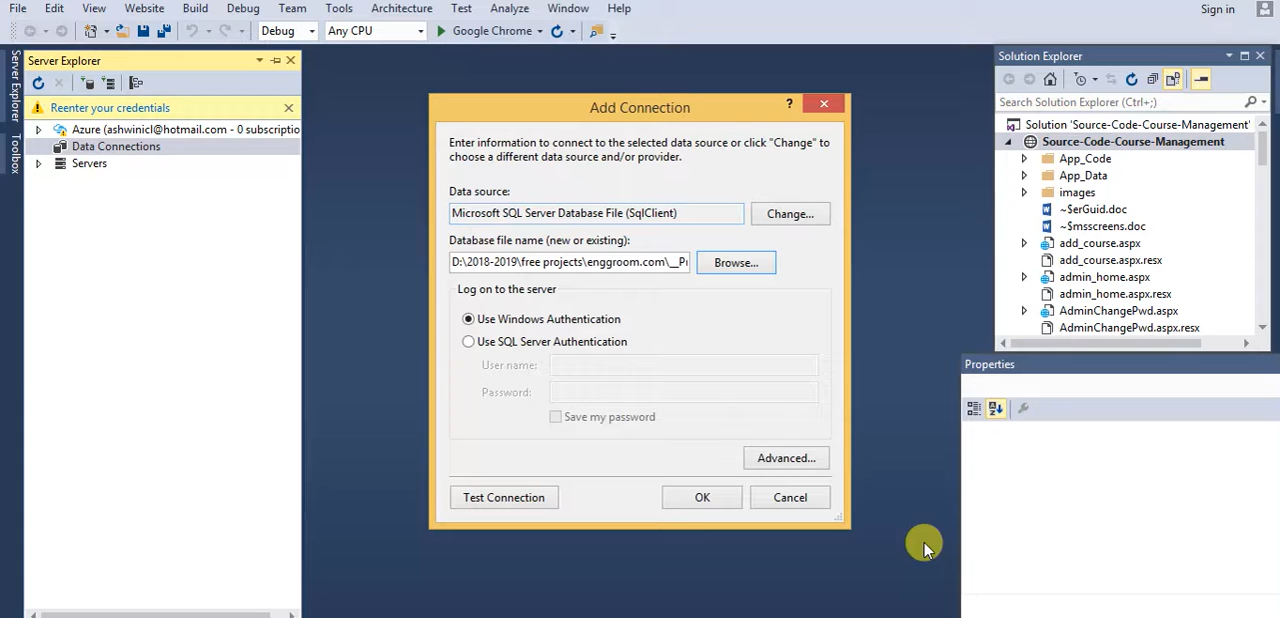 File Edit View Website Build Debug Team Tools Architecture Test Analyze Window Help Sign in
Debug Any CPU Google Chrome
Server Explorer
Toolbox
Server Explorer
Reenter your credentials
Azure (ashwinicl@hotmail.com - 0 subscriptio
Data Connections
Servers
Add Connection
?
Enter information to connect to the selected data source or click "Change" to
choose a different data source and/or provider.
Data source:
Microsoft SQL Server Database File (SqlClient)
Change...
Database file name (new or existing):
D:\2018-2019\free projects\enggroom.com\__Pr
Browse...
Log on to the server
Use Windows Authentication
Use SQL Server Authentication
User name:
Password:
Save my password
Advanced...
Test Connection
OK
Cancel
Solution Explorer
Search Solution Explorer (Ctrl+;)
Solution 'Source-Code-Course-Management'
Source-Code-Course-Management
App_Code
App_Data
images
~$erGuid.doc
~$msscreens.doc
add_course.aspx
add_course.aspx.resx
admin_home.aspx
admin_home.aspx.resx
AdminChangePwd.aspx
AdminChangePwd.aspx.resx
Properties